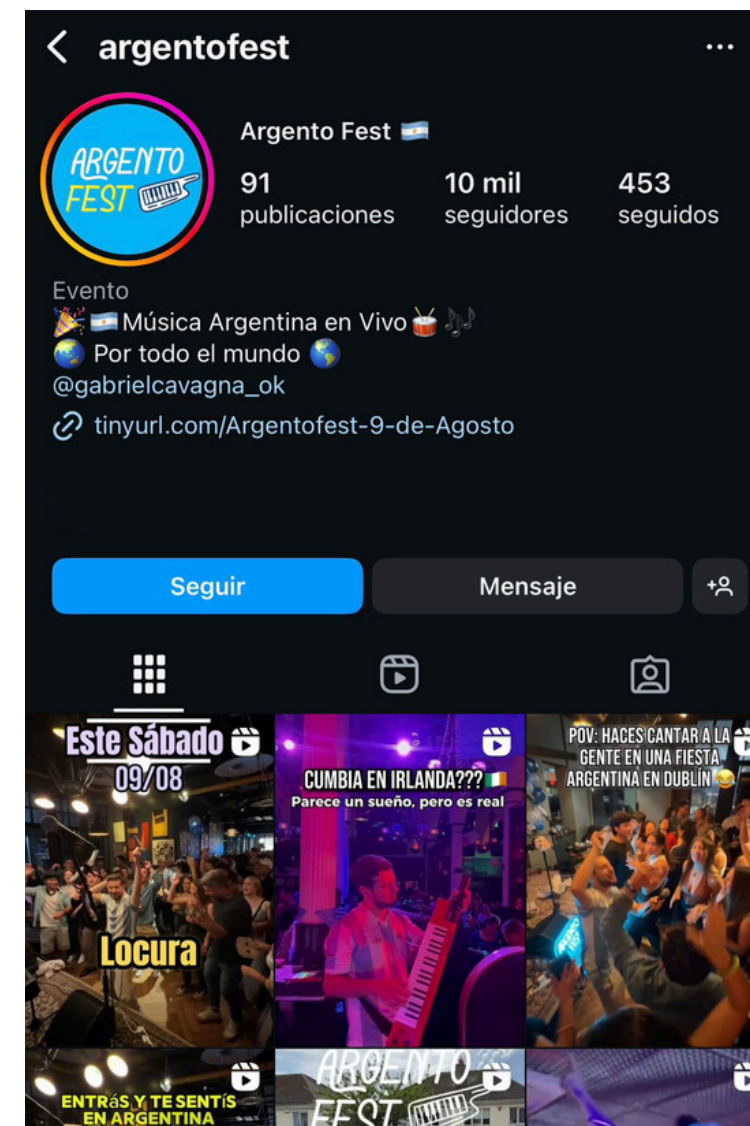 argentofest
ARGENTO
FEST
Argento Fest 🇦🇷
91
publicaciones
10 mil
seguidores
453
seguidos
Evento
🎉🇦🇷Música Argentina en Vivo🥁🎶
🌏 Por todo el mundo 🌎
@gabrielcavagna_ok
tinyurl.com/Argentofest-9-de-Agosto
Seguir
Mensaje
Este Sábado
09/08
Locura
CUMBIA EN IRLANDA??? 🇮🇪
Parece un sueño, pero es real
POV: HACES CANTAR A LA
GENTE EN UNA FIESTA
ARGENTINA EN DUBLÍN 😂
ARGENTO
FEST
ENTRáS Y TE SENTíS
EN ARGENTINA
ARGENTO
FEST